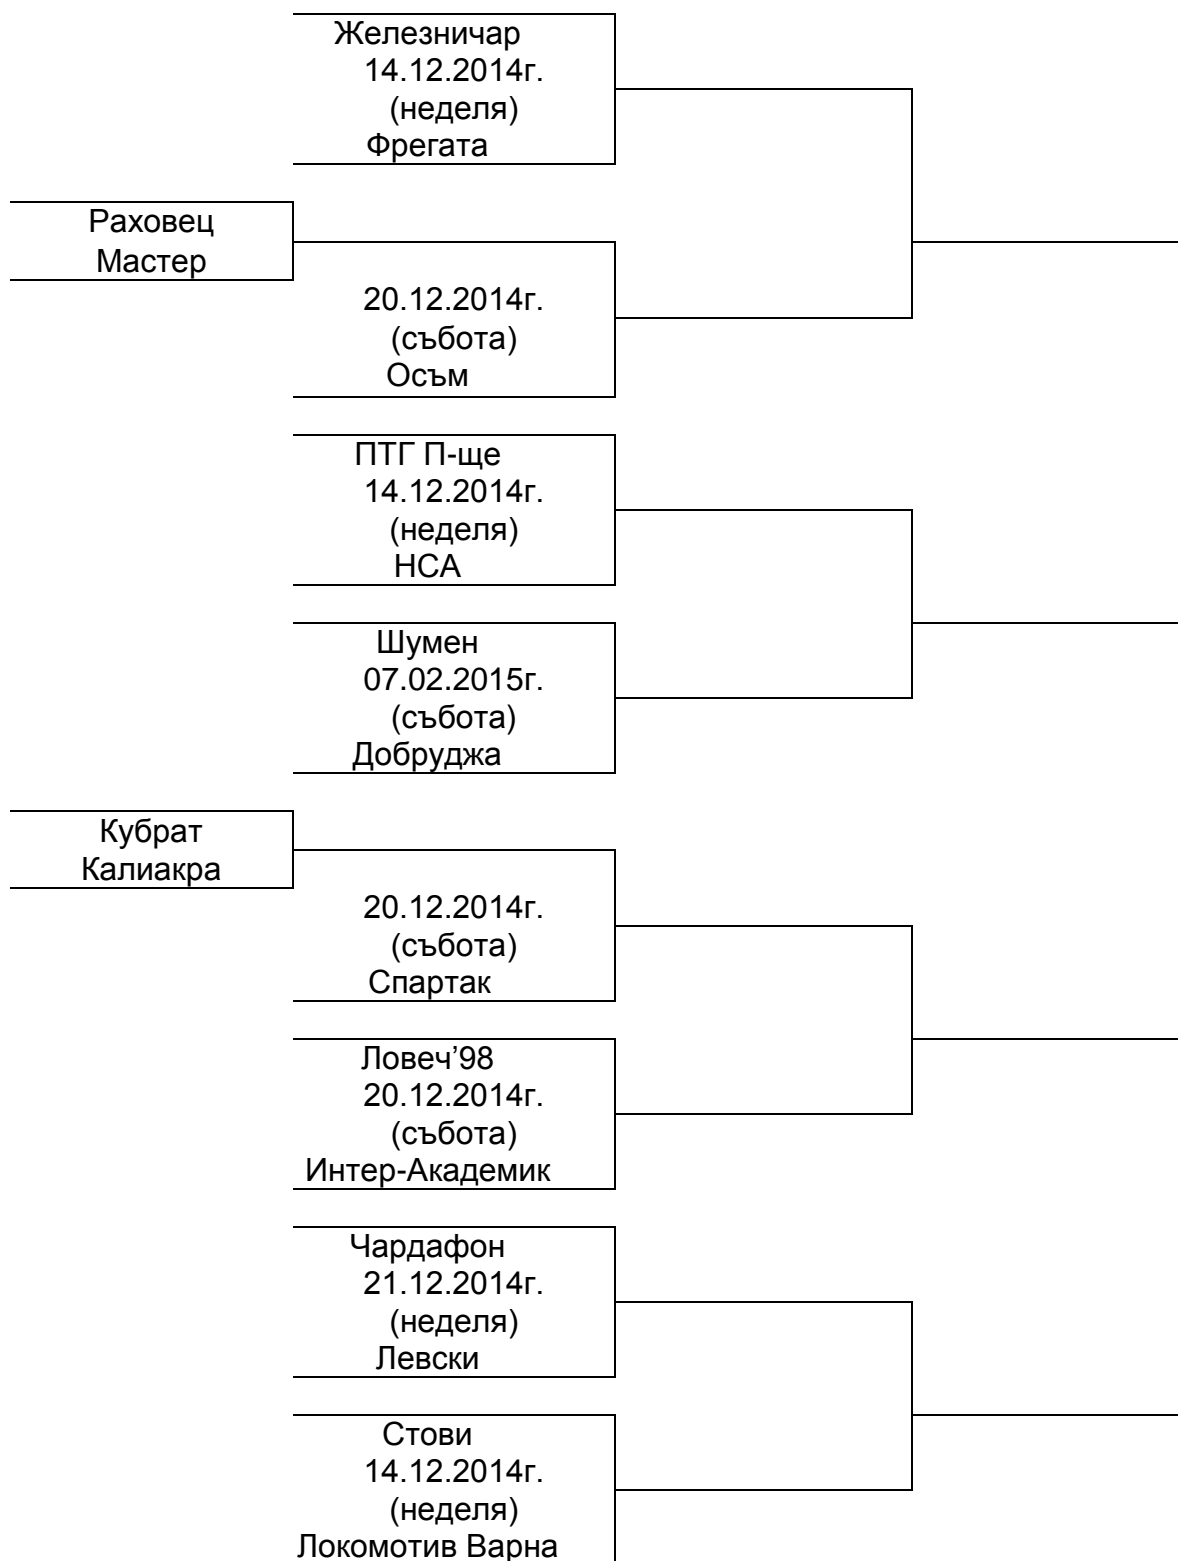 Железничар
14.12.2014г.
(неделя)
Фрегата
Раховец
Мастер
20.12.2014г.
(събота)
Осъм
ПТГ П-ще
14.12.2014г.
(неделя)
НСА
Шумен
07.02.2015г.
(събота)
Добруджа
Кубрат
Калиакра
20.12.2014г.
(събота)
Спартак
Ловеч’98
20.12.2014г.
(събота)
Интер-Академик
Чардафон
21.12.2014г.
(неделя)
Левски
Стови
14.12.2014г.
(неделя)
Локомотив Варна